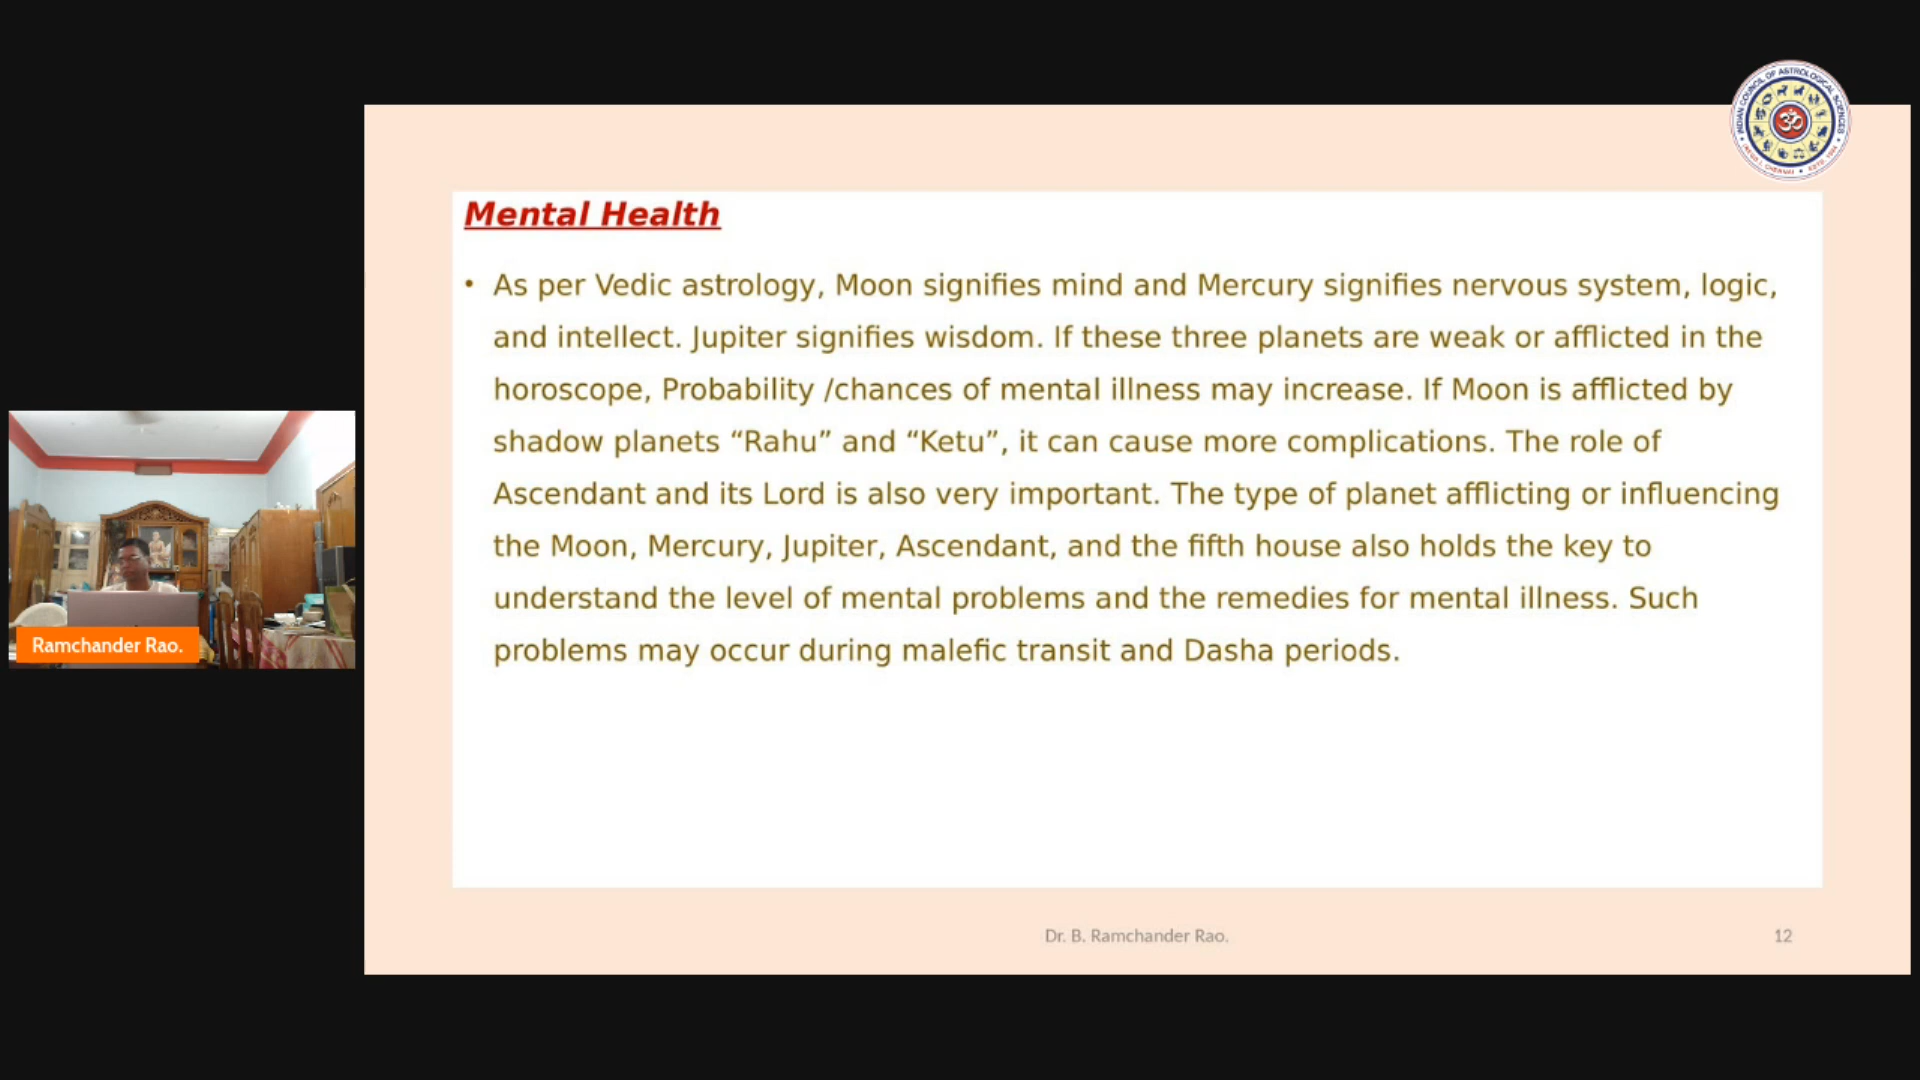 INDIAN COUNCIL OF ASTROLOGICAL SCIENCES
Mental Health
• As per Vedic astrology, Moon signifies mind and Mercury signifies nervous system, logic,
and intellect. Jupiter signifies wisdom. If these three planets are weak or afflicted in the
horoscope, Probability /chances of mental illness may increase. If Moon is afflicted by
shadow planets “Rahu” and “Ketu”, it can cause more complications. The role of
Ascendant and its Lord is also very important. The type of planet afflicting or influencing
the Moon, Mercury, Jupiter, Ascendant, and the fifth house also holds the key to
understand the level of mental problems and the remedies for mental illness. Such
problems may occur during malefic transit and Dasha periods.
Ramchander Rao.
Dr. B. Ramchander Rao.
12